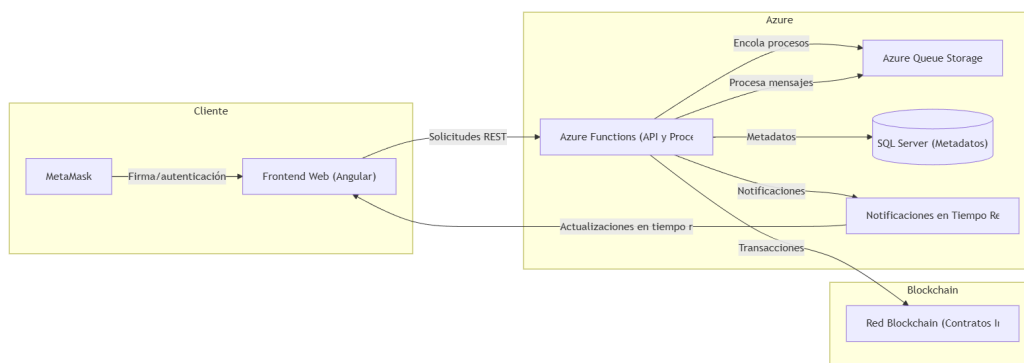 Azure
Encola procesos
Azure Queue Storage
Procesa mensajes
Cliente
Solicitudes REST
Azure Functions (API y Proce
Metadatos
SQL Server (Metadatos)
MetaMask
Firma/autenticación
Frontend Web (Angular)
Notificaciones
Notificaciones en Tiempo Re
Actualizaciones en tiempo r
Transacciones
Blockchain
Red Blockchain (Contratos In